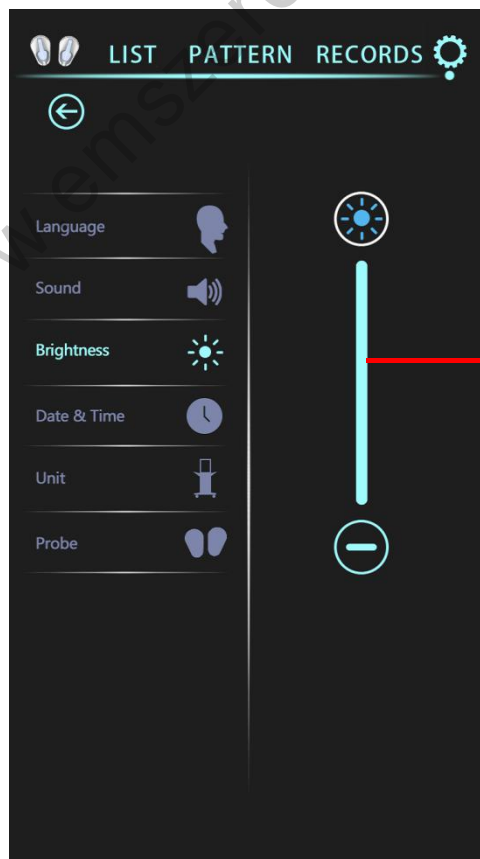 LIST PATTERN RECORDS
Language
Sound
Brightness
Date & Time
Unit
Probe